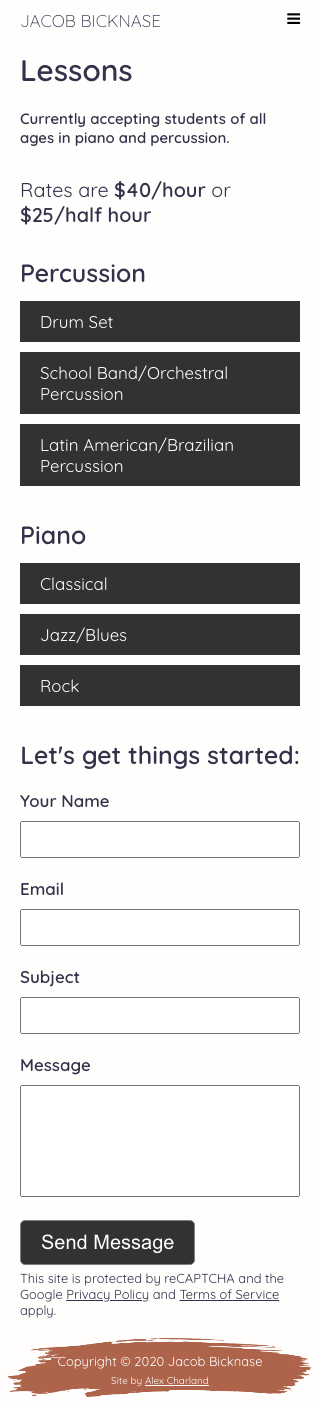 JACOB BICKNASE
Lessons
Currently accepting students of all
ages in piano and percussion.
Rates are $40/hour or
$25/half hour
Percussion
Drum Set
School Band/Orchestral
Percussion
Latin American/Brazilian
Percussion
Piano
Classical
Jazz/Blues
Rock
Let's get things started:
Your Name
Email
Subject
Message
Send Message
This site is protected by reCAPTCHA and the
Google Privacy Policy and Terms of Service
apply.
Copyright © 2020 Jacob Bicknase
Site by Alex Charland